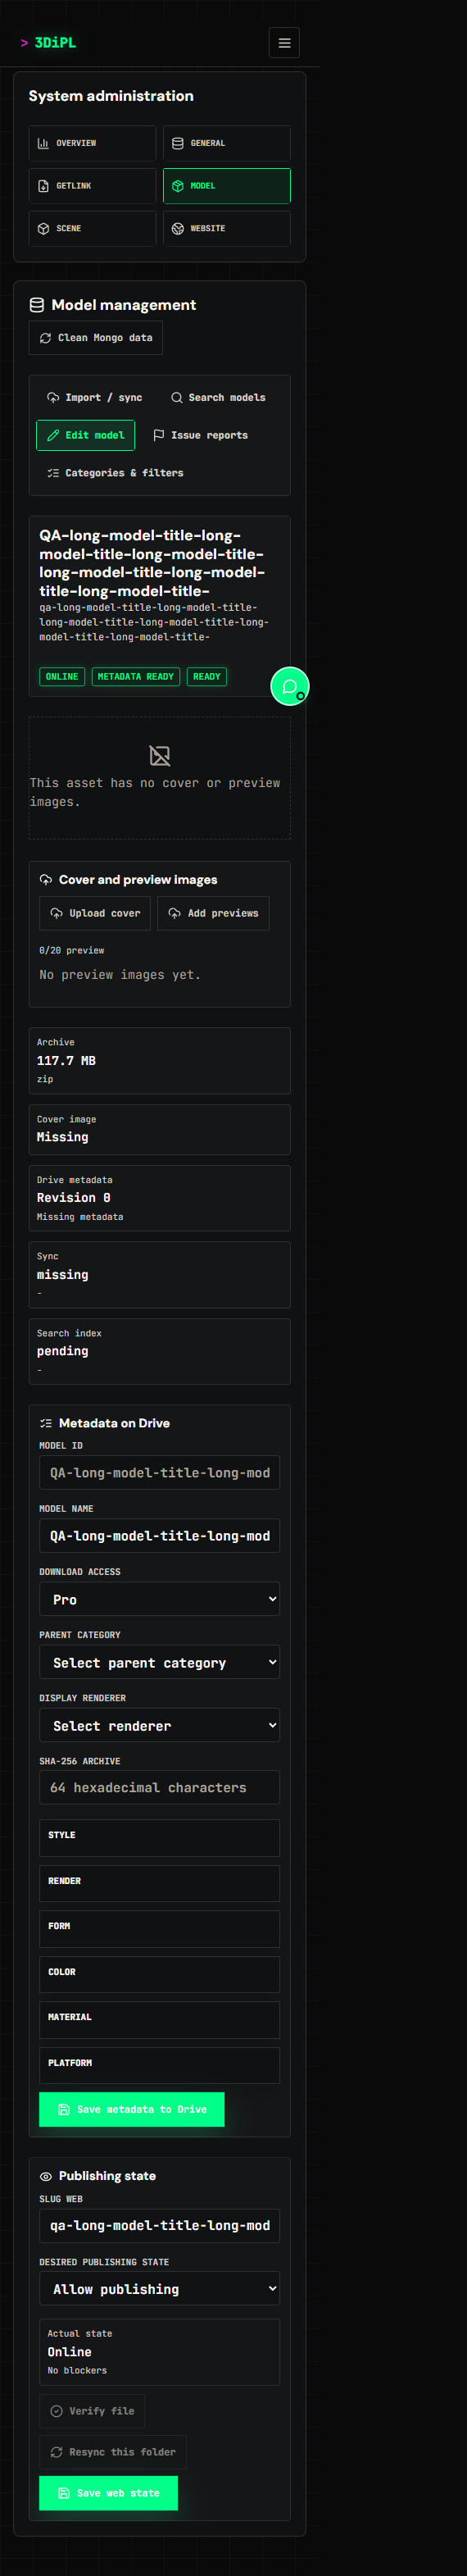 > 3DiPL
System administration
OVERVIEW
GENERAL
GETLINK
MODEL
SCENE
WEBSITE
Model management
Clean Mongo data
Import / sync
Search models
Edit model
Issue reports
Categories & filters
QA-long-model-title-long-
model-title-long-model-title-
long-model-title-long-model-
title-long-model-title-
qa-long-model-title-long-model-title-
long-model-title-long-model-title-long-
model-title-long-model-title-
ONLINE
METADATA READY
READY
This asset has no cover or preview
images.
Cover and preview images
Upload cover
Add previews
0/20 preview
No preview images yet.
Archive
117.7 MB
zip
Cover image
Missing
Drive metadata
Revision 0
Missing metadata
Sync
missing
-
Search index
pending
-
Metadata on Drive
MODEL ID
QA-long-model-title-long-mod
MODEL NAME
QA-long-model-title-long-mod
DOWNLOAD ACCESS
Pro
PARENT CATEGORY
Select parent category
DISPLAY RENDERER
Select renderer
SHA-256 ARCHIVE
64 hexadecimal characters
STYLE
RENDER
FORM
COLOR
MATERIAL
PLATFORM
Save metadata to Drive
Publishing state
SLUG WEB
qa-long-model-title-long-mod
DESIRED PUBLISHING STATE
Allow publishing
Actual state
Online
No blockers
Verify file
Resync this folder
Save web state